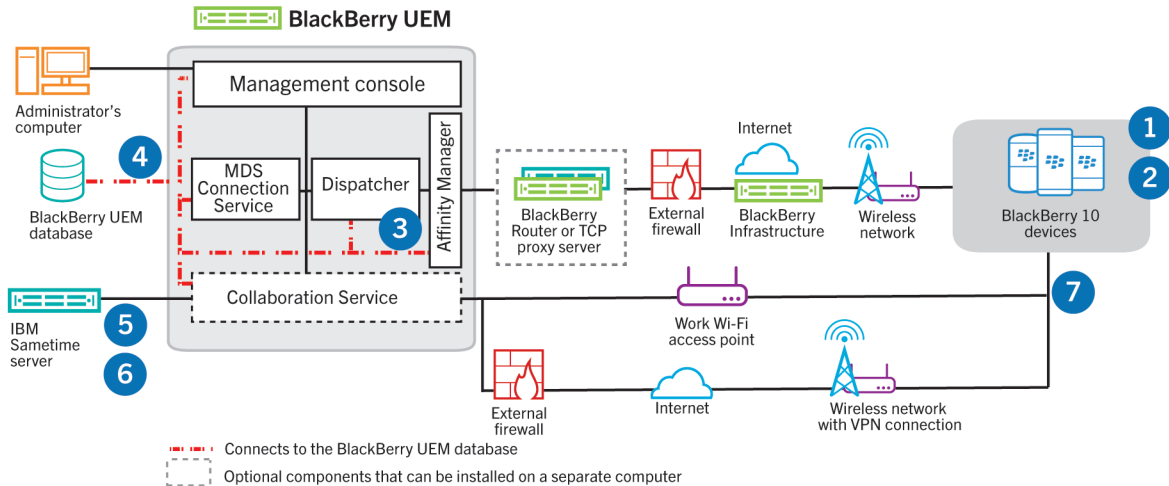 BlackBerry UEM
Management console
Administrator's
computer
4
BlackBerry UEM
database
MDS
Connection
Service
Dispatcher
3
Affinity Manager
BlackBerry
Router or TCP
proxy server
External
firewall
Internet
BlackBerry
Infrastructure
Wireless
network
1
2
BlackBerry 10
devices
Collaboration Service
IBM
Sametime
server
5
6
Work Wi-Fi
access point
7
External
firewall
Internet
Wireless network
with VPN connection
Connects to the BlackBerry UEM database
Optional components that can be installed on a separate computer